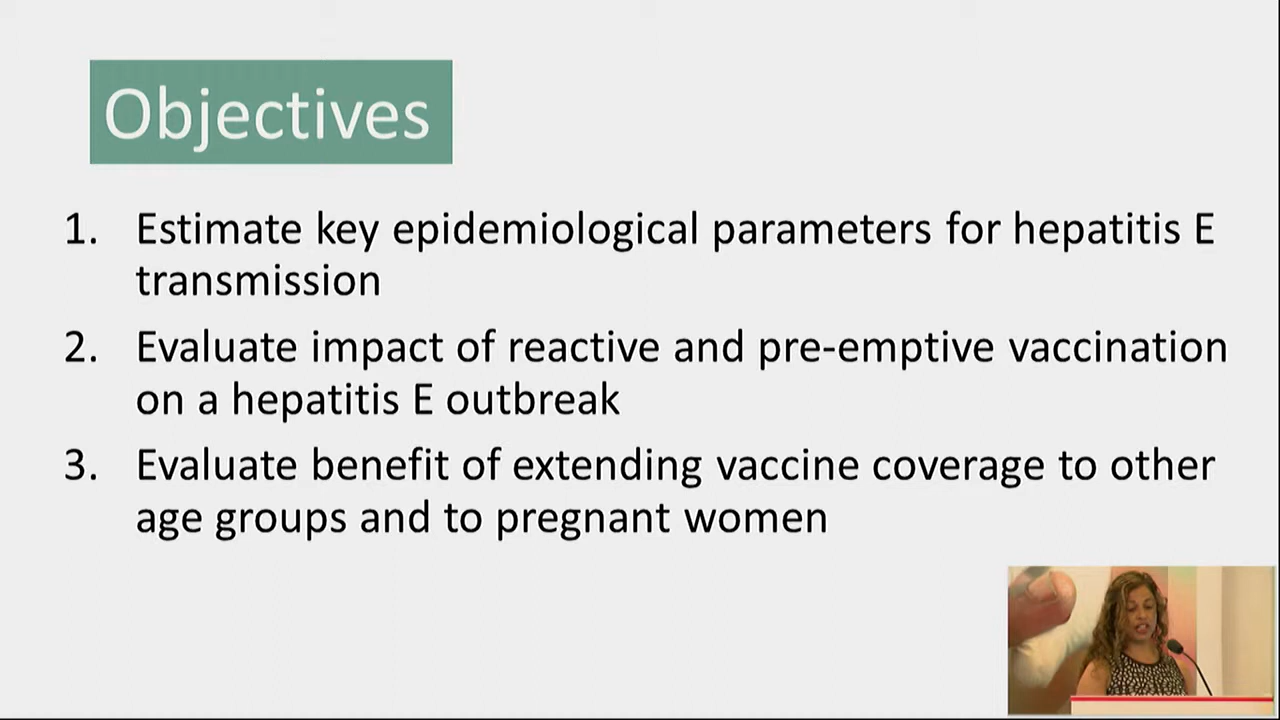 Objectives
1. Estimate key epidemiological parameters for hepatitis E
transmission
2. Evaluate impact of reactive and pre-emptive vaccination
on a hepatitis E outbreak
3. Evaluate benefit of extending vaccine coverage to other
age groups and to pregnant women